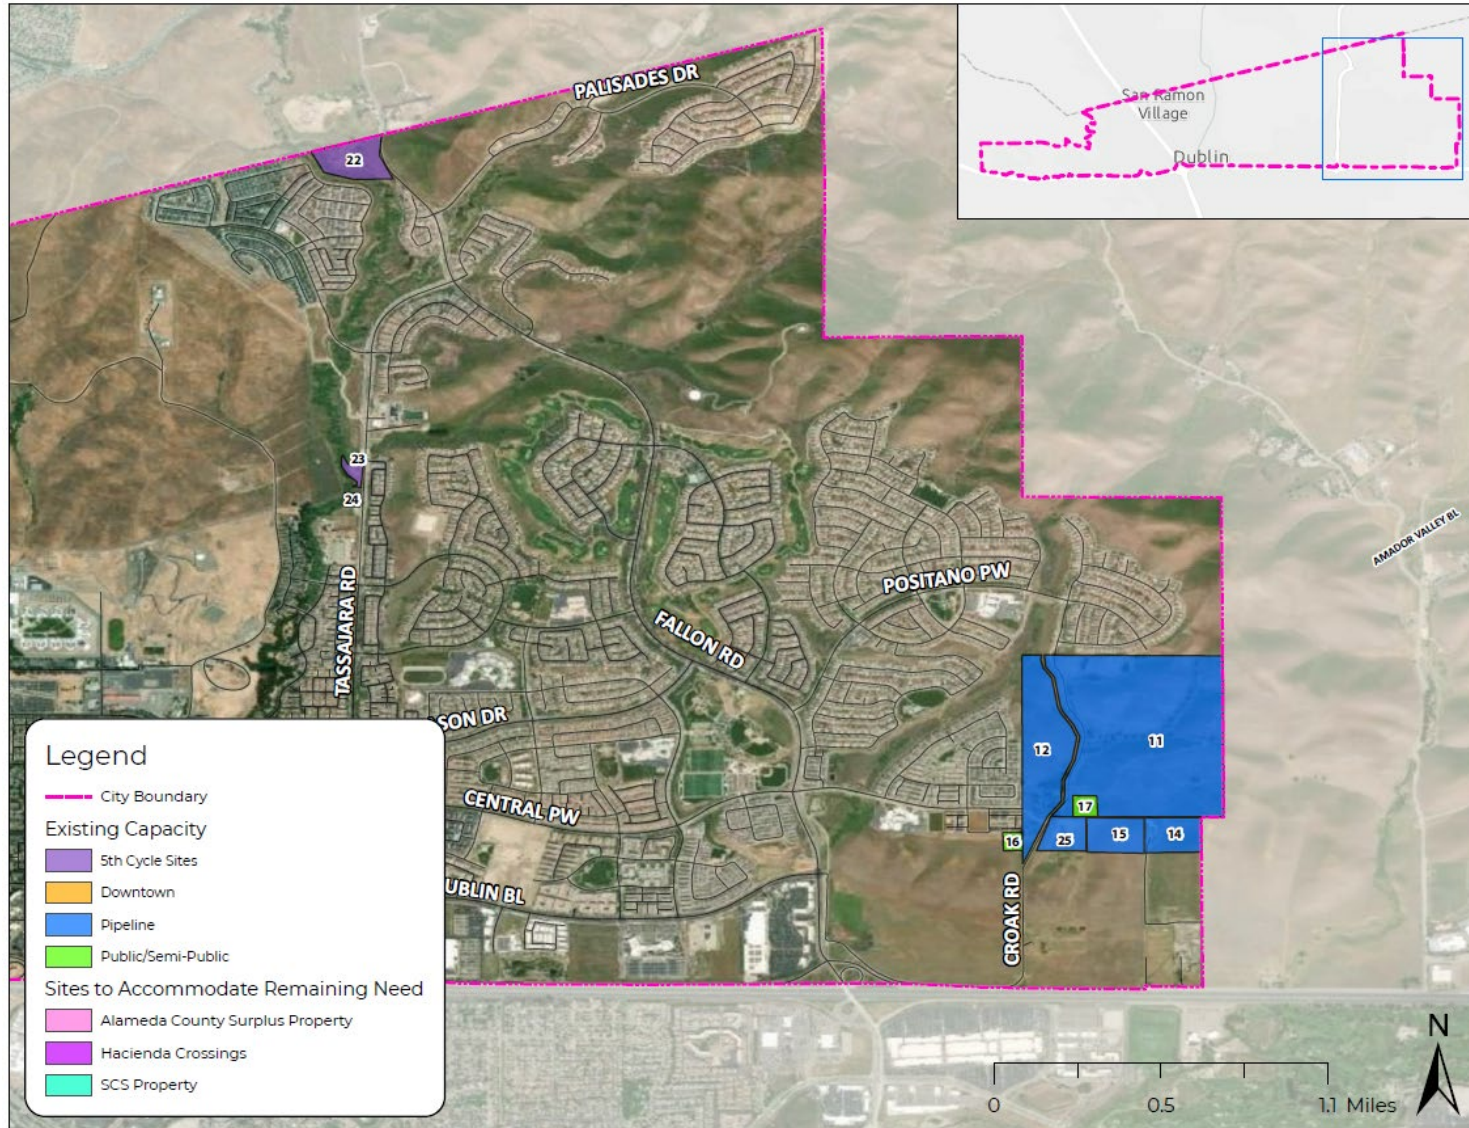 PALISADES DR
San Ramon
Village
Dublin
22
23
24
AMADOR VALLEY BL
POSITANO PW
TASSAJARA RD
FALLON RD
SON DR
12
11
17
CENTRAL PW
16
25
15
14
UBLIN BL
CROAK RD
Legend
City Boundary
Existing Capacity
5th Cycle Sites
Downtown
Pipeline
Public/Semi-Public
Sites to Accommodate Remaining Need
Alameda County Surplus Property
Hacienda Crossings
SCS Property
N
0 0.5 1.1 Miles